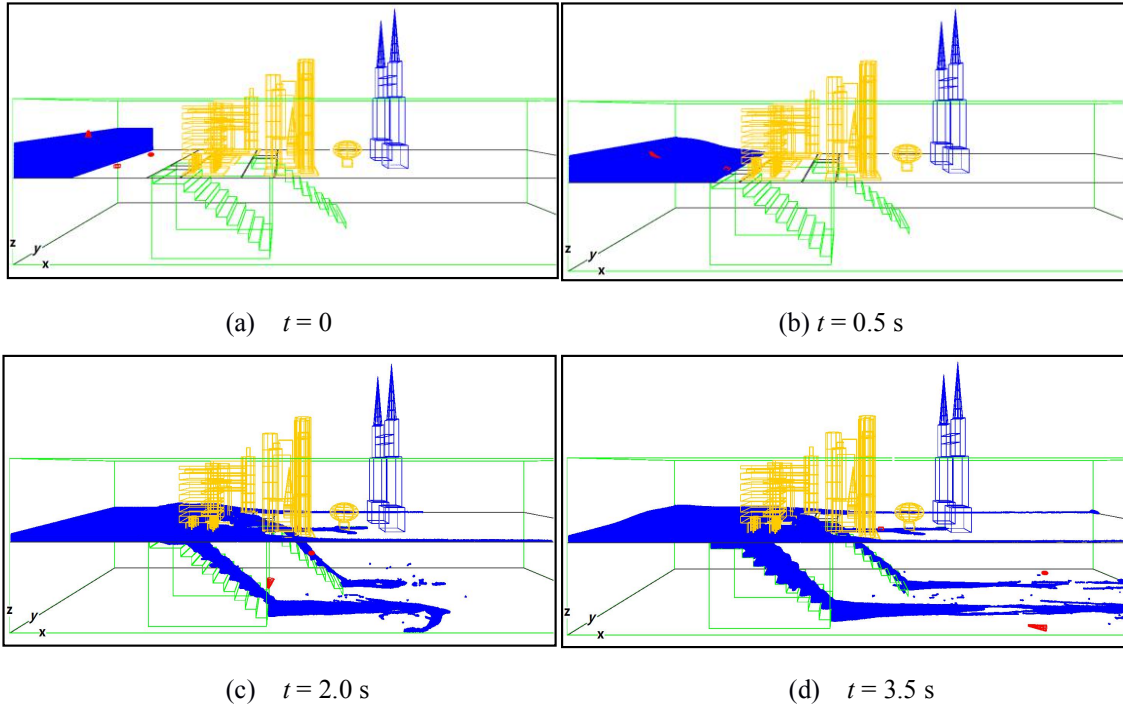 z y x
z y x
(a) t = 0
(b) t = 0.5 s
z y x
z y x
(c) t = 2.0 s
(d) t = 3.5 s